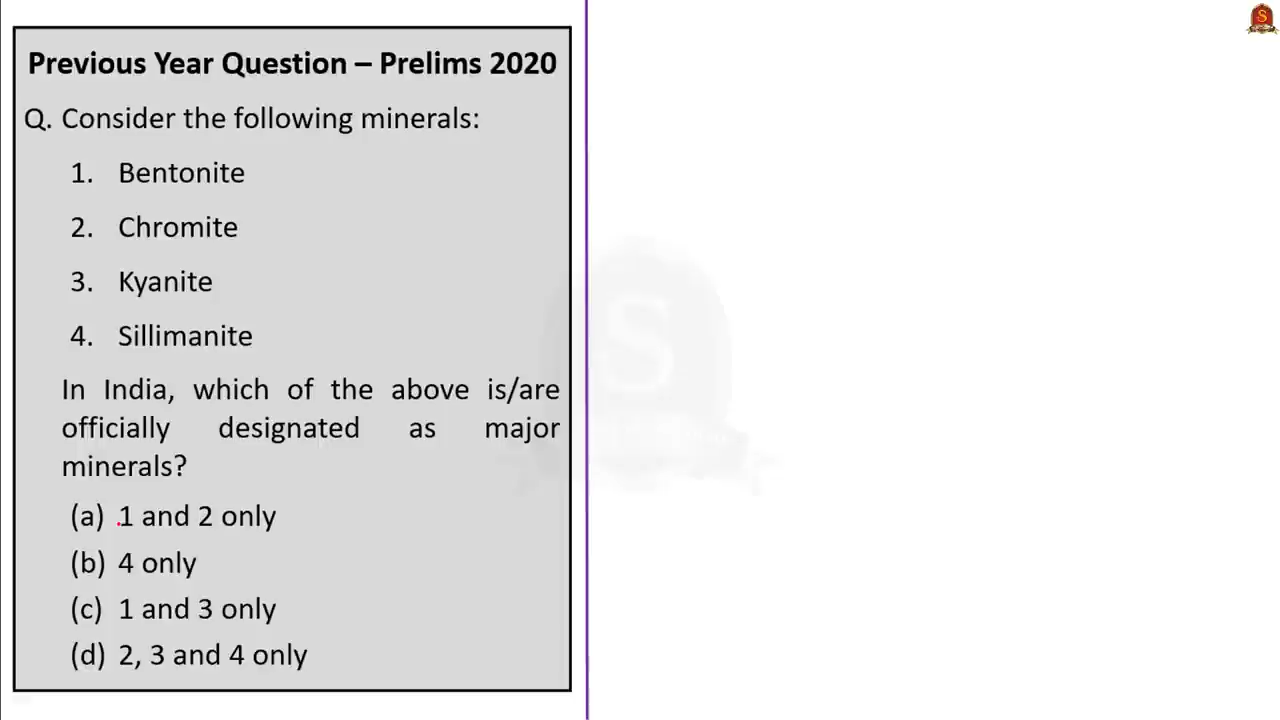 Previous Year Question – Prelims 2020
Q. Consider the following minerals:
1. Bentonite
2. Chromite
3. Kyanite
4. Sillimanite
In India, which of the above is/are
officially designated as major
minerals?
(a) 1 and 2 only
(b) 4 only
(c) 1 and 3 only
(d) 2, 3 and 4 only
S
S